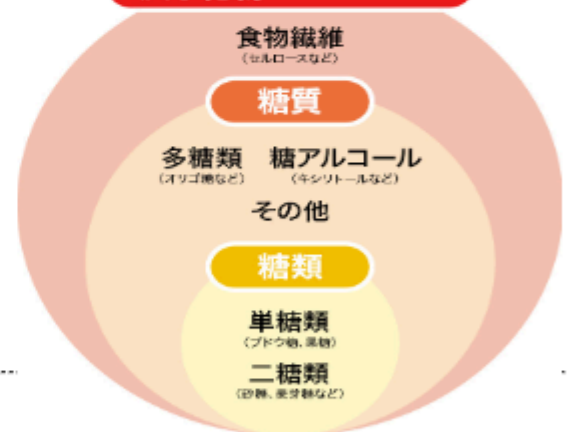 食物繊維
(セルロースなど)
糖質
多糖類 糖アルコール
(オリゴ糖など) (キシリトールなど)
その他
糖類
単糖類
(ブドウ糖、果糖)
二糖類
(砂糖、麦芽糖など)